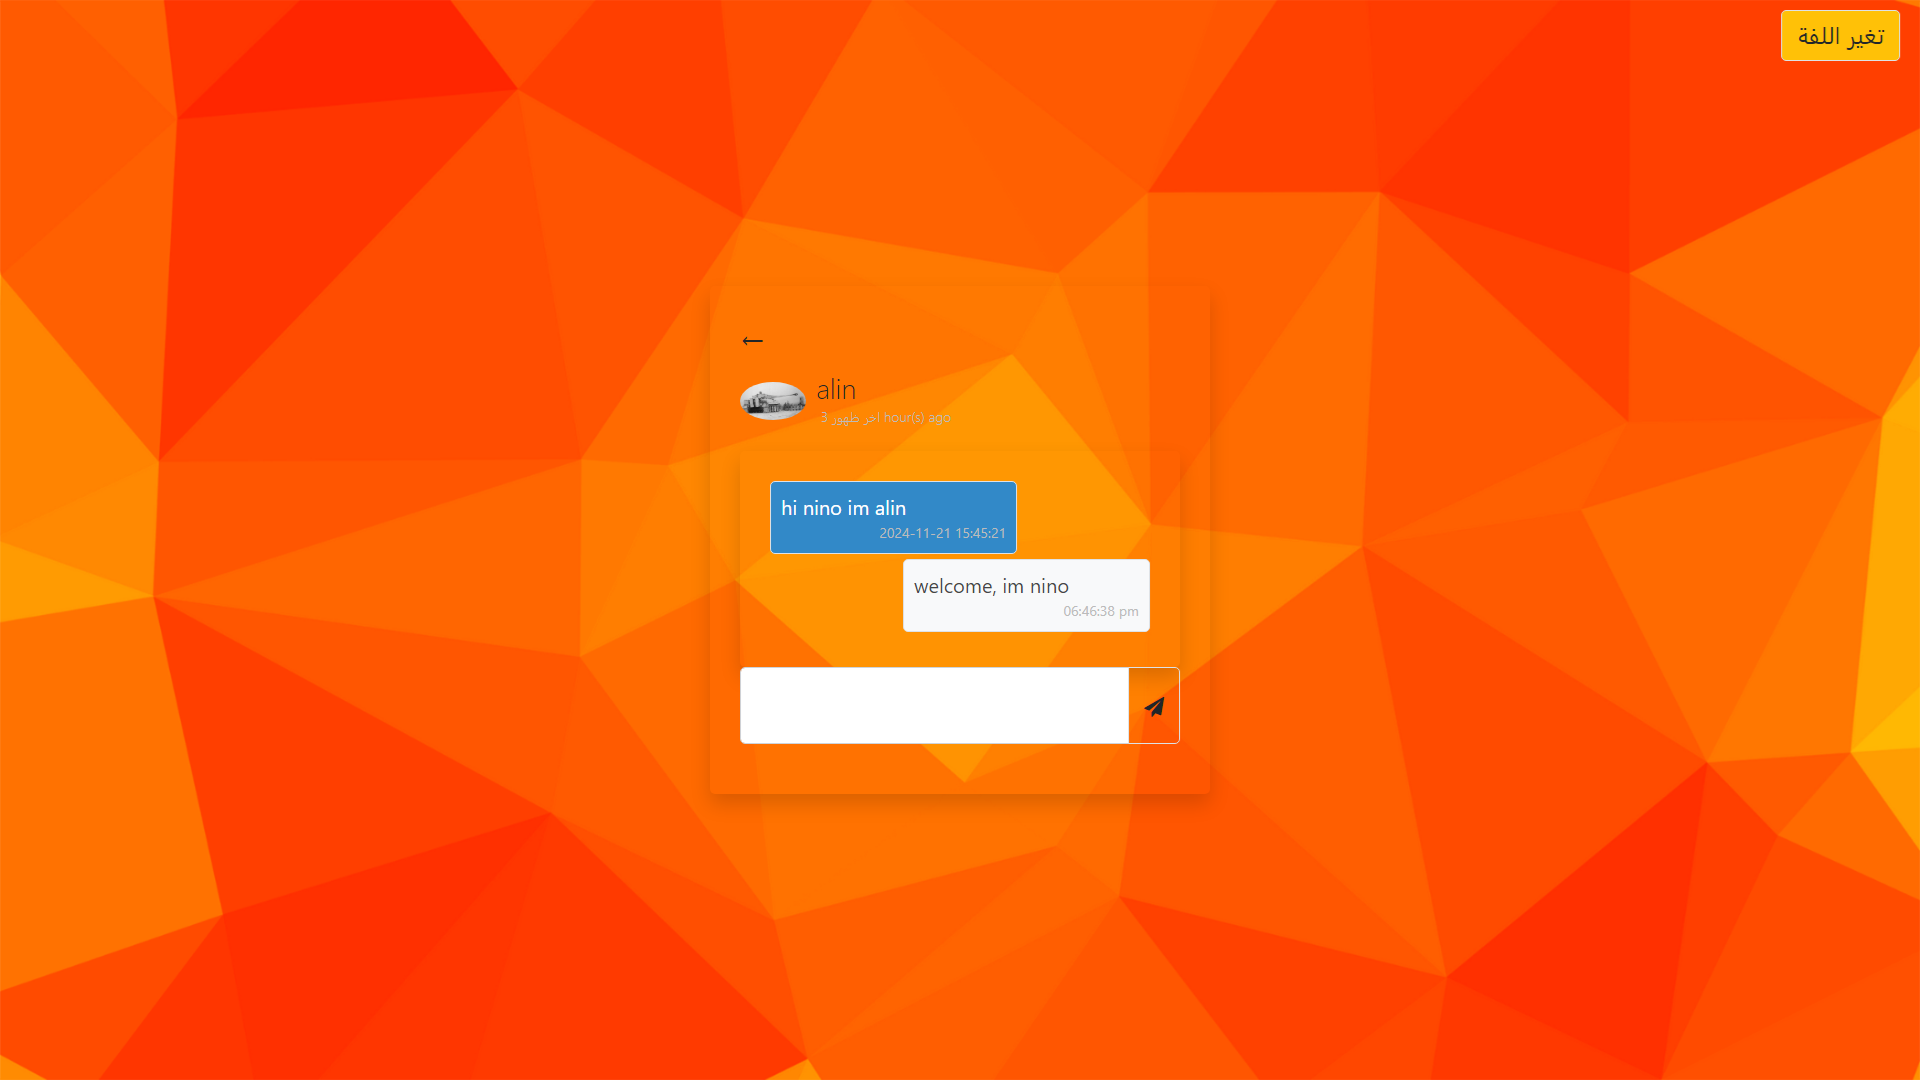 تغير اللفة
alin
اخر ظهور 3 hour(s) ago
hi nino im alin
2024-11-21 15:45:21
welcome, im nino
06:46:38 pm